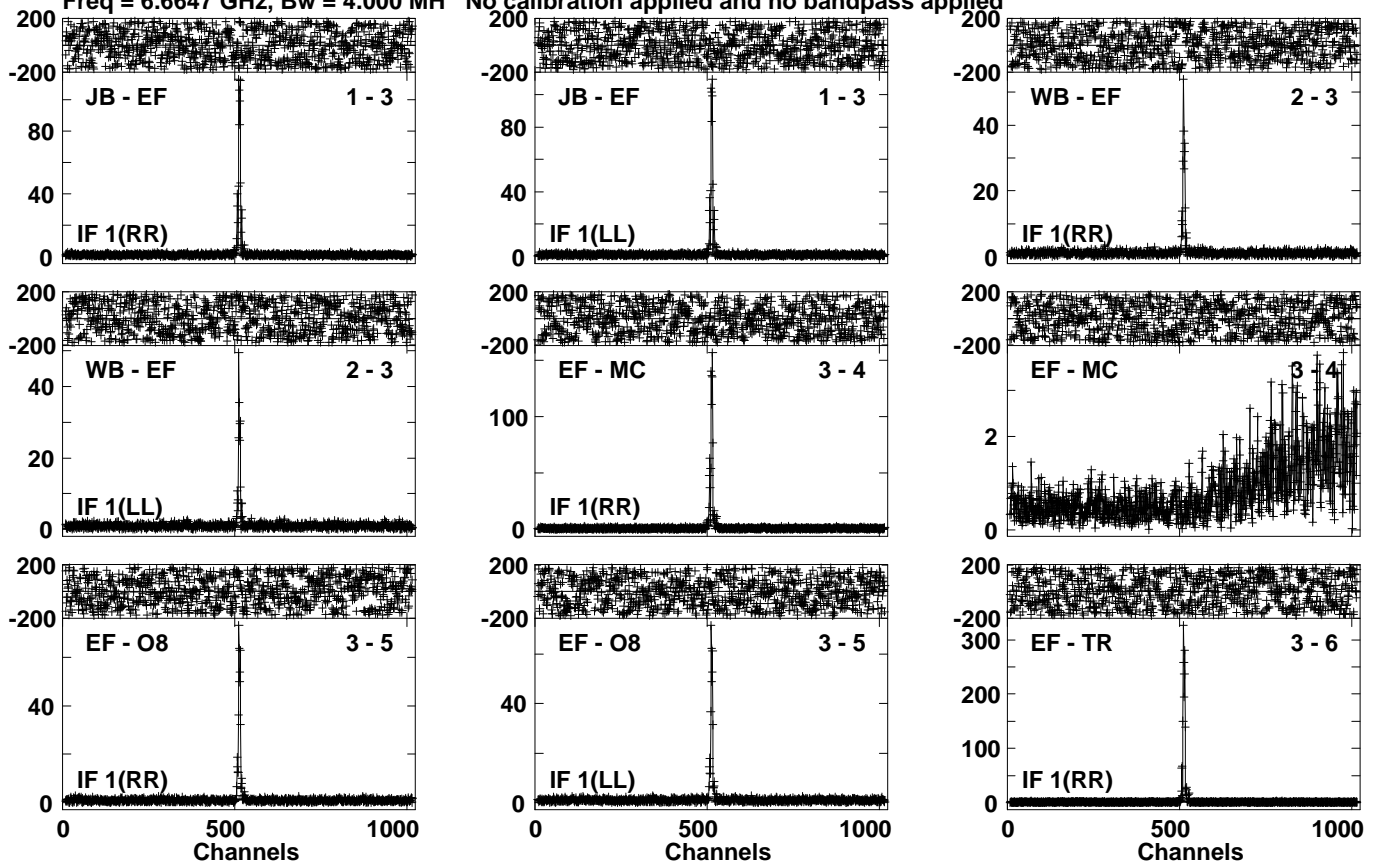 Freq = 6.6647 GHz, Bw = 4.000 MH No calibration applied and no bandpass applied
200
-200
JB - EF 1 - 3
80
40
0
IF 1(RR)
200
-200
JB - EF 1 - 3
80
40
0
IF 1(LL)
200
-200
WB - EF 2 - 3
40
20
0
IF 1(RR)
200
-200
WB - EF 2 - 3
40
20
0
IF 1(LL)
200
-200
EF - MC 3 - 4
100
0
IF 1(RR)
200
-200
EF - MC 3 - 4
2
0
200
-200
EF - O8 3 - 5
40
0
IF 1(RR)
0 500 1000
Channels
200
-200
EF - O8 3 - 5
40
0
IF 1(LL)
0 500 1000
Channels
200
-200
EF - TR 3 - 6
300
200
100
0
IF 1(RR)
0 500 1000
Channels